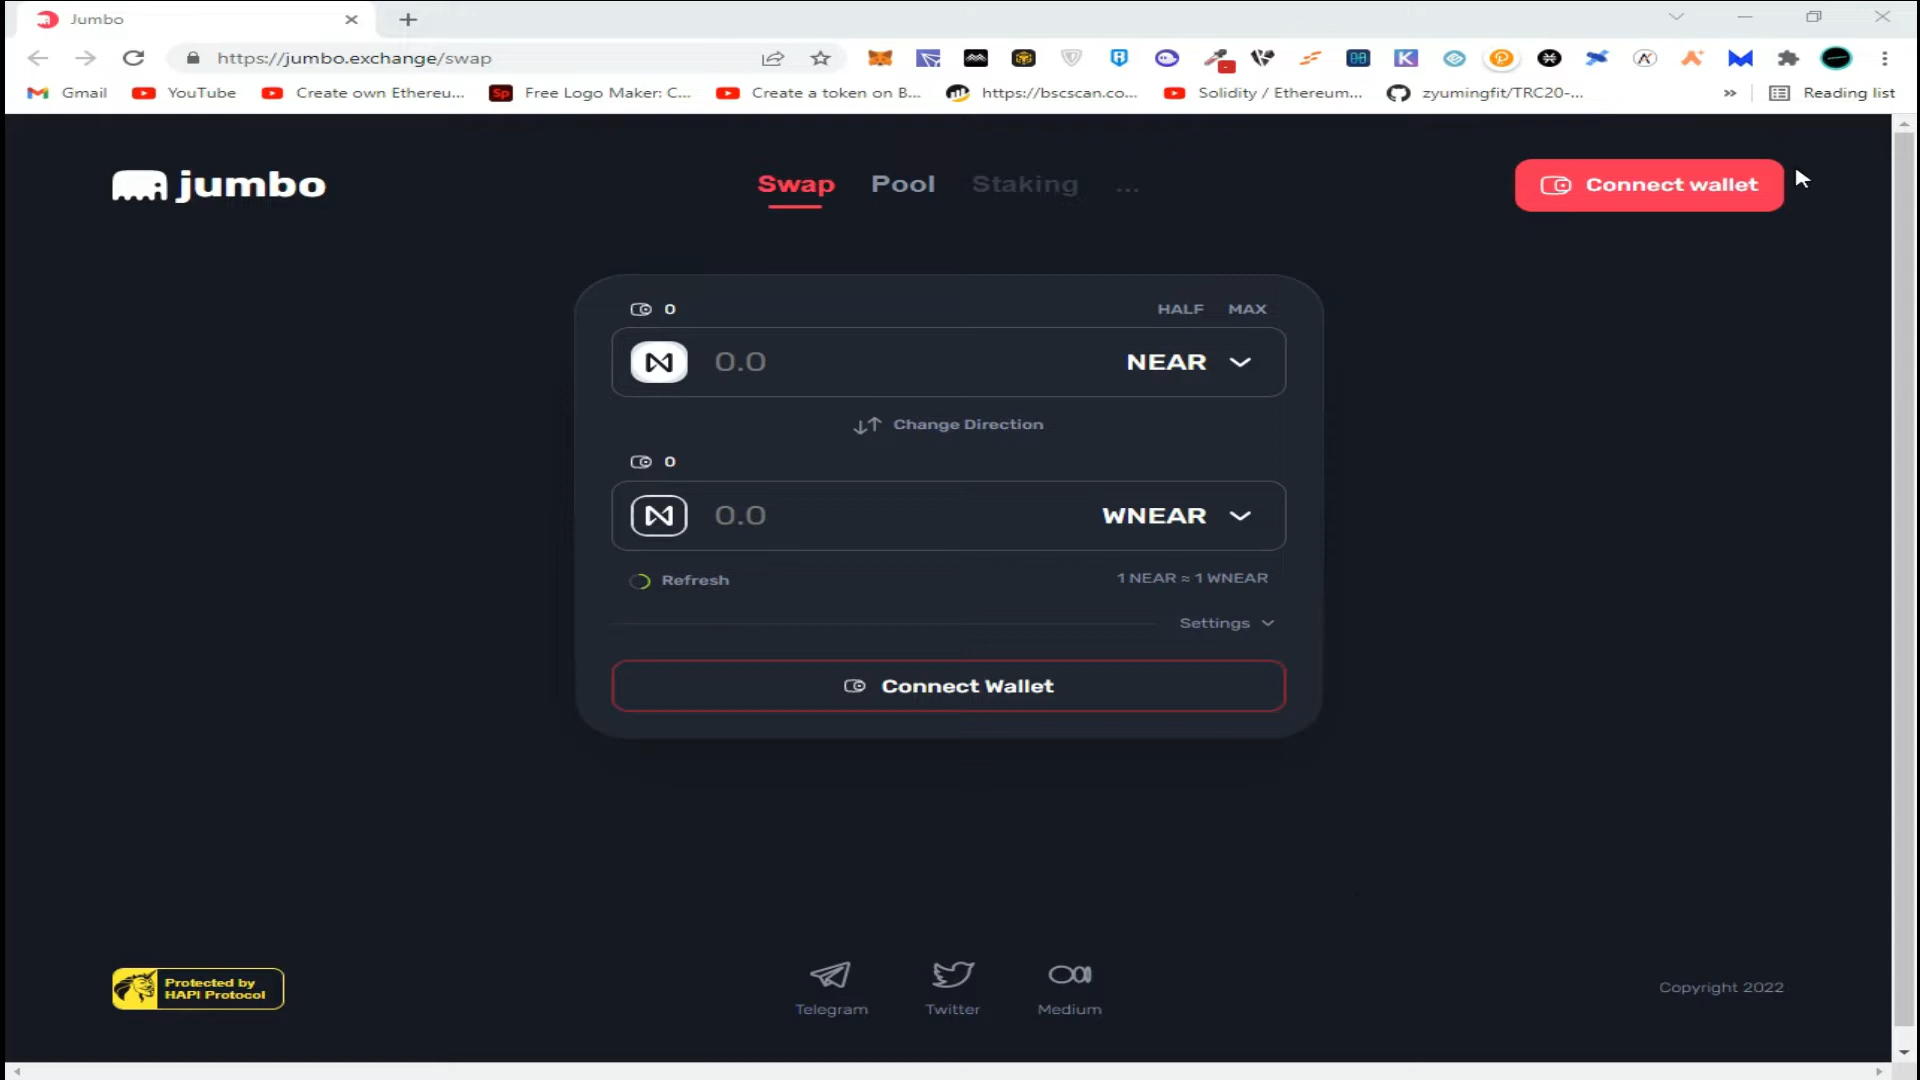 Jumbo
https://jumbo.exchange/swap
Gmail YouTube Create own Ethereu... Free Logo Maker: C... Create a token on B... https://bscscan.co... Solidity / Ethereum... zyumingfit/TRC20-... » Reading list
jumbo Swap Pool Staking ... Connect wallet
0 HALF MAX
0.0 NEAR
Change Direction
0
0.0 WNEAR
Refresh 1 NEAR ≈ 1 WNEAR
Settings
Connect Wallet
Protected by
HAPI Protocol
Telegram Twitter Medium
Copyright 2022